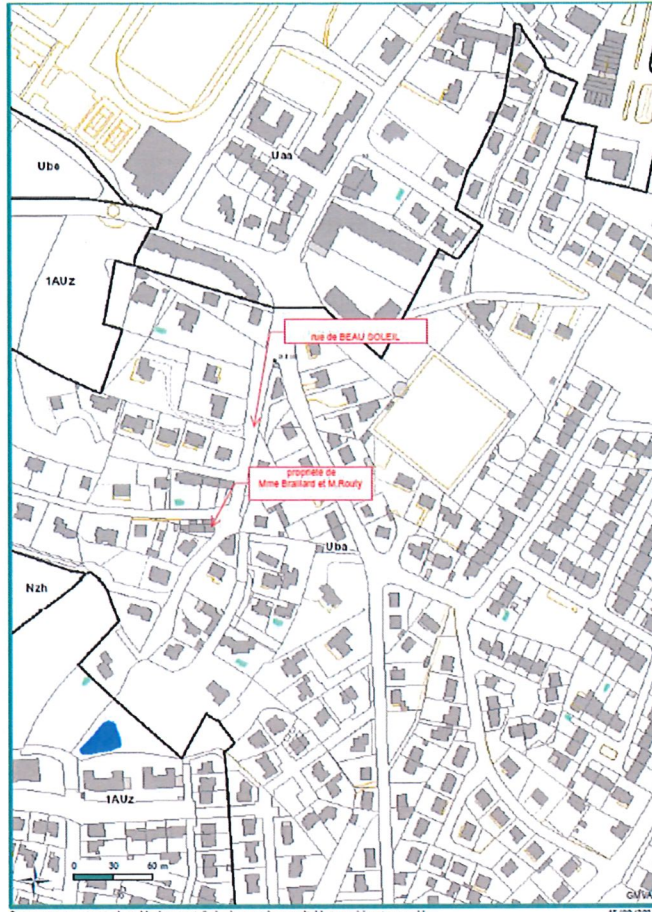 Ube
Uaa
1AUz
rue de BEAU SOLEIL
propriété de
Mme Braillard et M.Routy
Uba
Nzh
1AUz
0 30 60 m